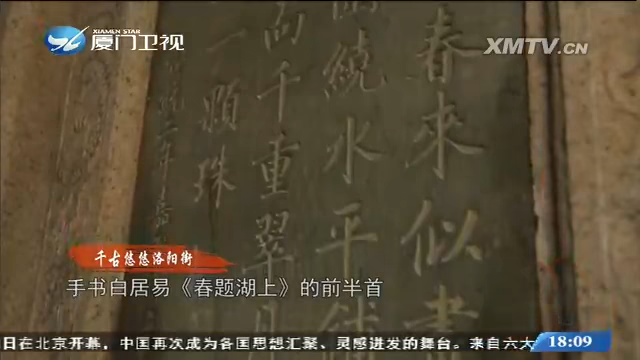 XIAMEN STAR
厦门卫视
XMTV.CN
春來似
繞水平
面千重翠
一顆珠
千古悠悠洛阳街
手书白居易《春题湖上》的前半首
日在北京开幕，中国再次成为各国思想汇聚、灵感迸发的舞台。来自六大
18:09